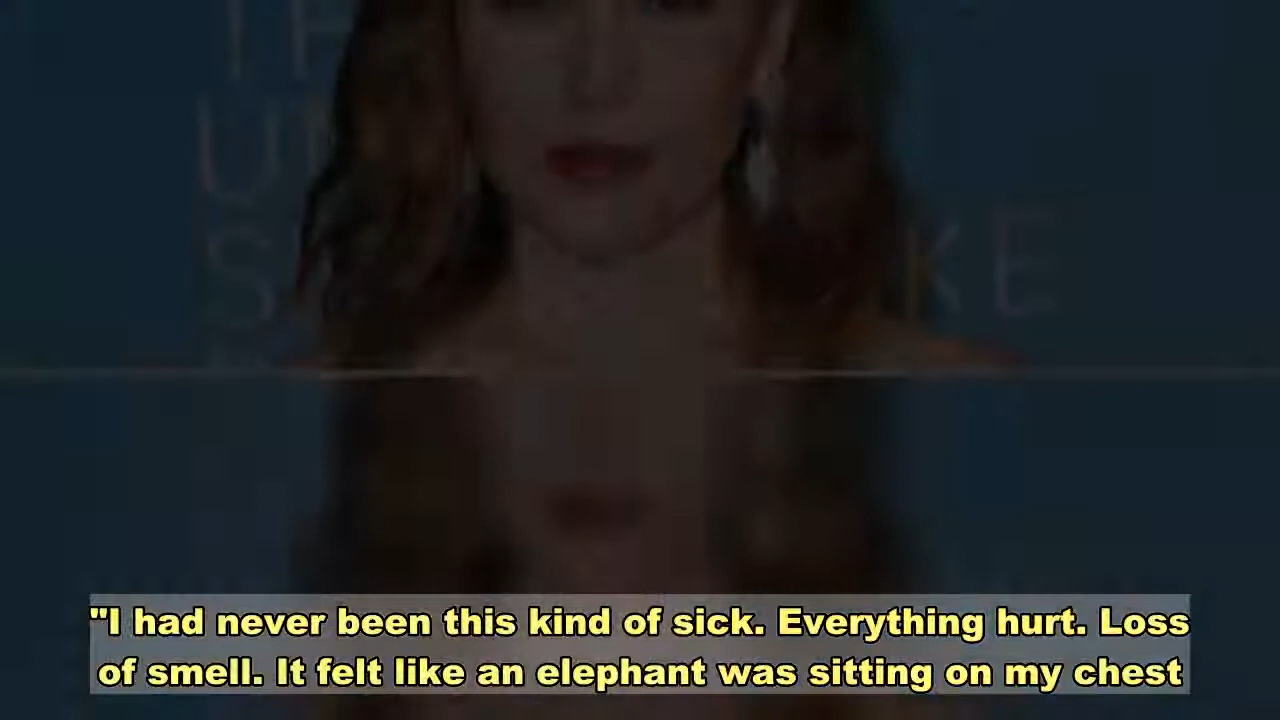 KE
"I had never been this kind of sick. Everything hurt. Loss
of smell. It felt like an elephant was sitting on my chest